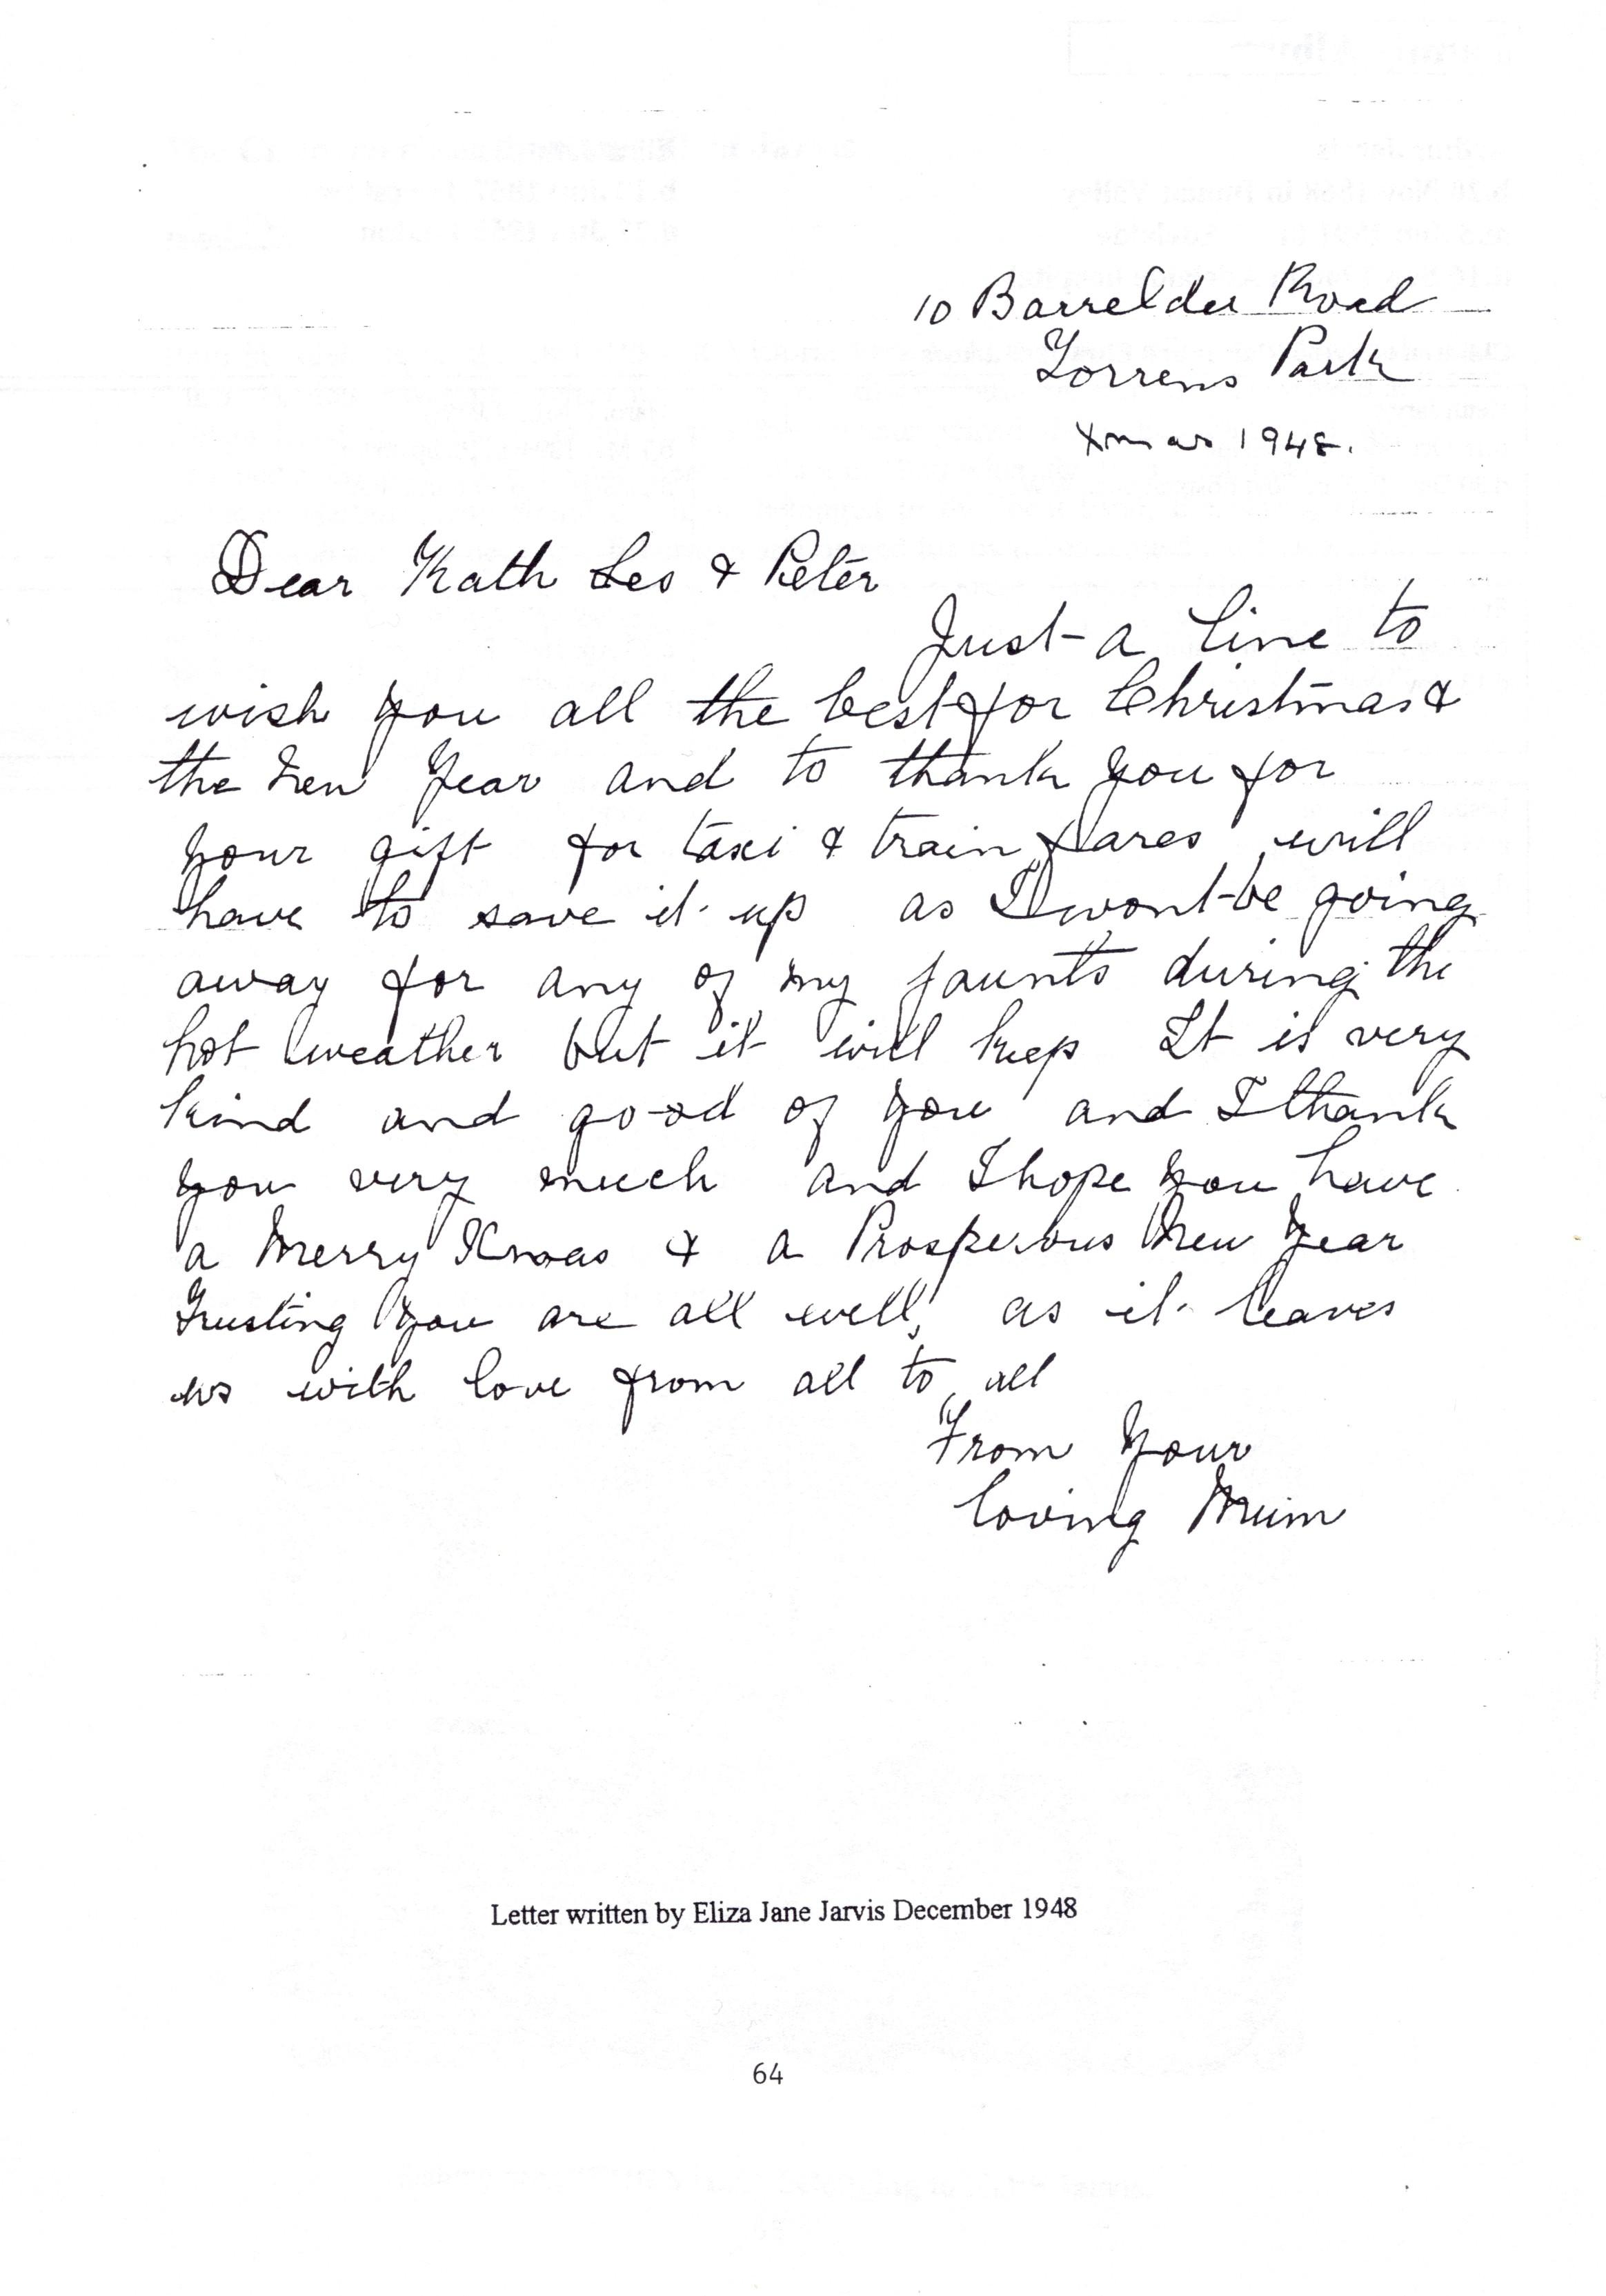 10 Barrelder Road
Torrens Park
Xmas 1948.
Dear Kath Les & Peter
Just a line to
wish you all the best for Christmas &
the New Year and to thank you for
your gift for taxi & train fares, will
have to save it up as I wont be going
away for any of my jaunts during the
hot weather but it will keep It is very
kind and good of you and I thank
you very much and I hope you have
a Merry Xmas & a Prosperous New Year
Trusting you are all well, as it leaves
us with love from all to all
From Your
loving Mum
Letter written by Eliza Jane Jarvis December 1948
64